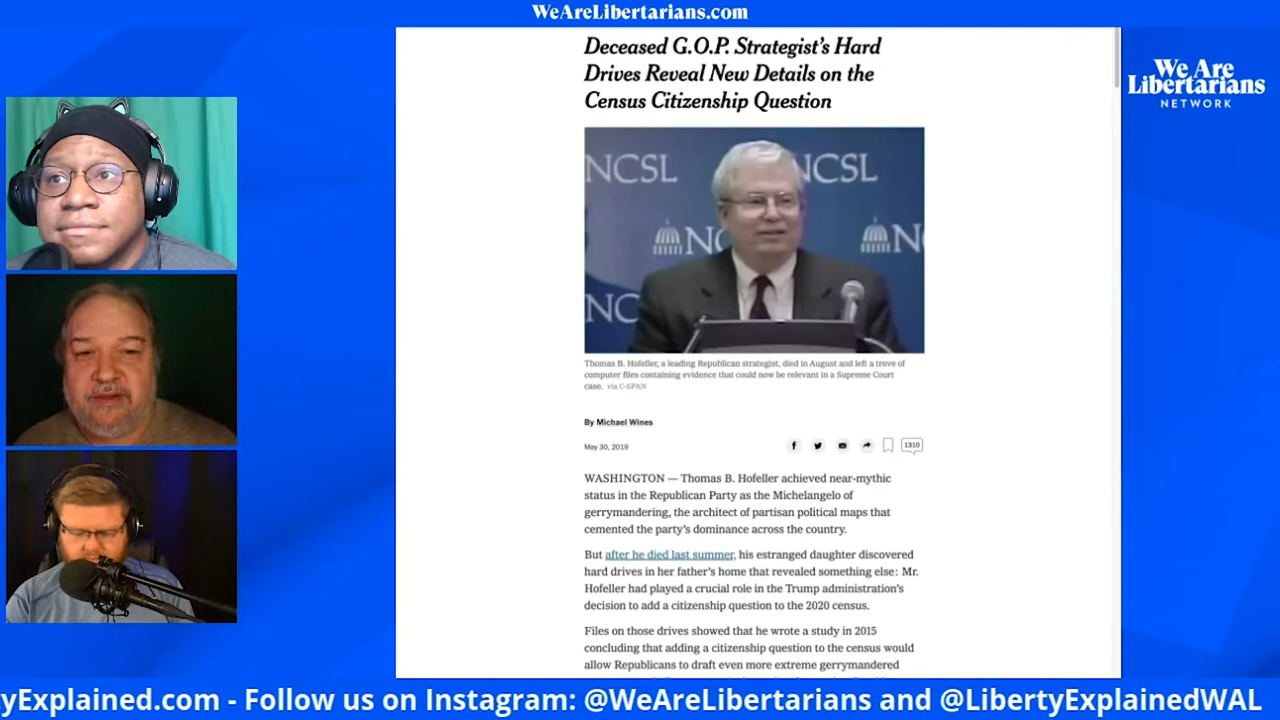 WeAreLibertarians.com
We Are
Libertarians
NETWORK
Deceased G.O.P. Strategist's Hard
Drives Reveal New Details on the
Census Citizenship Question
NCSL
NCSL
NC
N
NC
Thomas B. Hofeller, a leading Republican strategist, died in August and left a trove of
computer files containing evidence that could now be relevant in a Supreme Court
case. via C-SPAN
By Michael Wines
May 30, 2019
1310
WASHINGTON — Thomas B. Hofeller achieved near-mythic
status in the Republican Party as the Michelangelo of
gerrymandering, the architect of partisan political maps that
cemented the party's dominance across the country.
But after he died last summer, his estranged daughter discovered
hard drives in her father's home that revealed something else: Mr.
Hofeller had played a crucial role in the Trump administration's
decision to add a citizenship question to the 2020 census.
Files on those drives showed that he wrote a study in 2015
concluding that adding a citizenship question to the census would
allow Republicans to draft even more extreme gerrymandered
yExplained.com - Follow us on Instagram: @WeAreLibertarians and @LibertyExplainedWAL